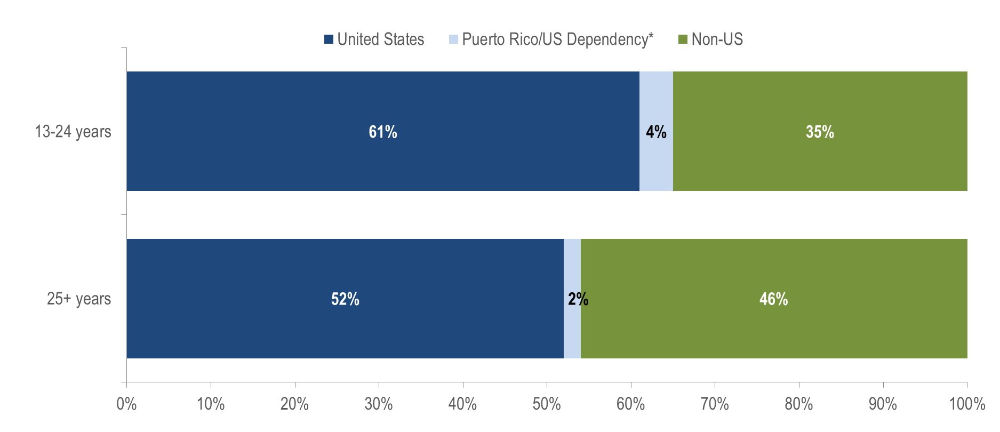 United States Puerto Rico/US Dependency* Non-US
13-24 years 61% 4% 35%
25+ years 52% 2% 46%
0% 10% 20% 30% 40% 50% 60% 70% 80% 90% 100%